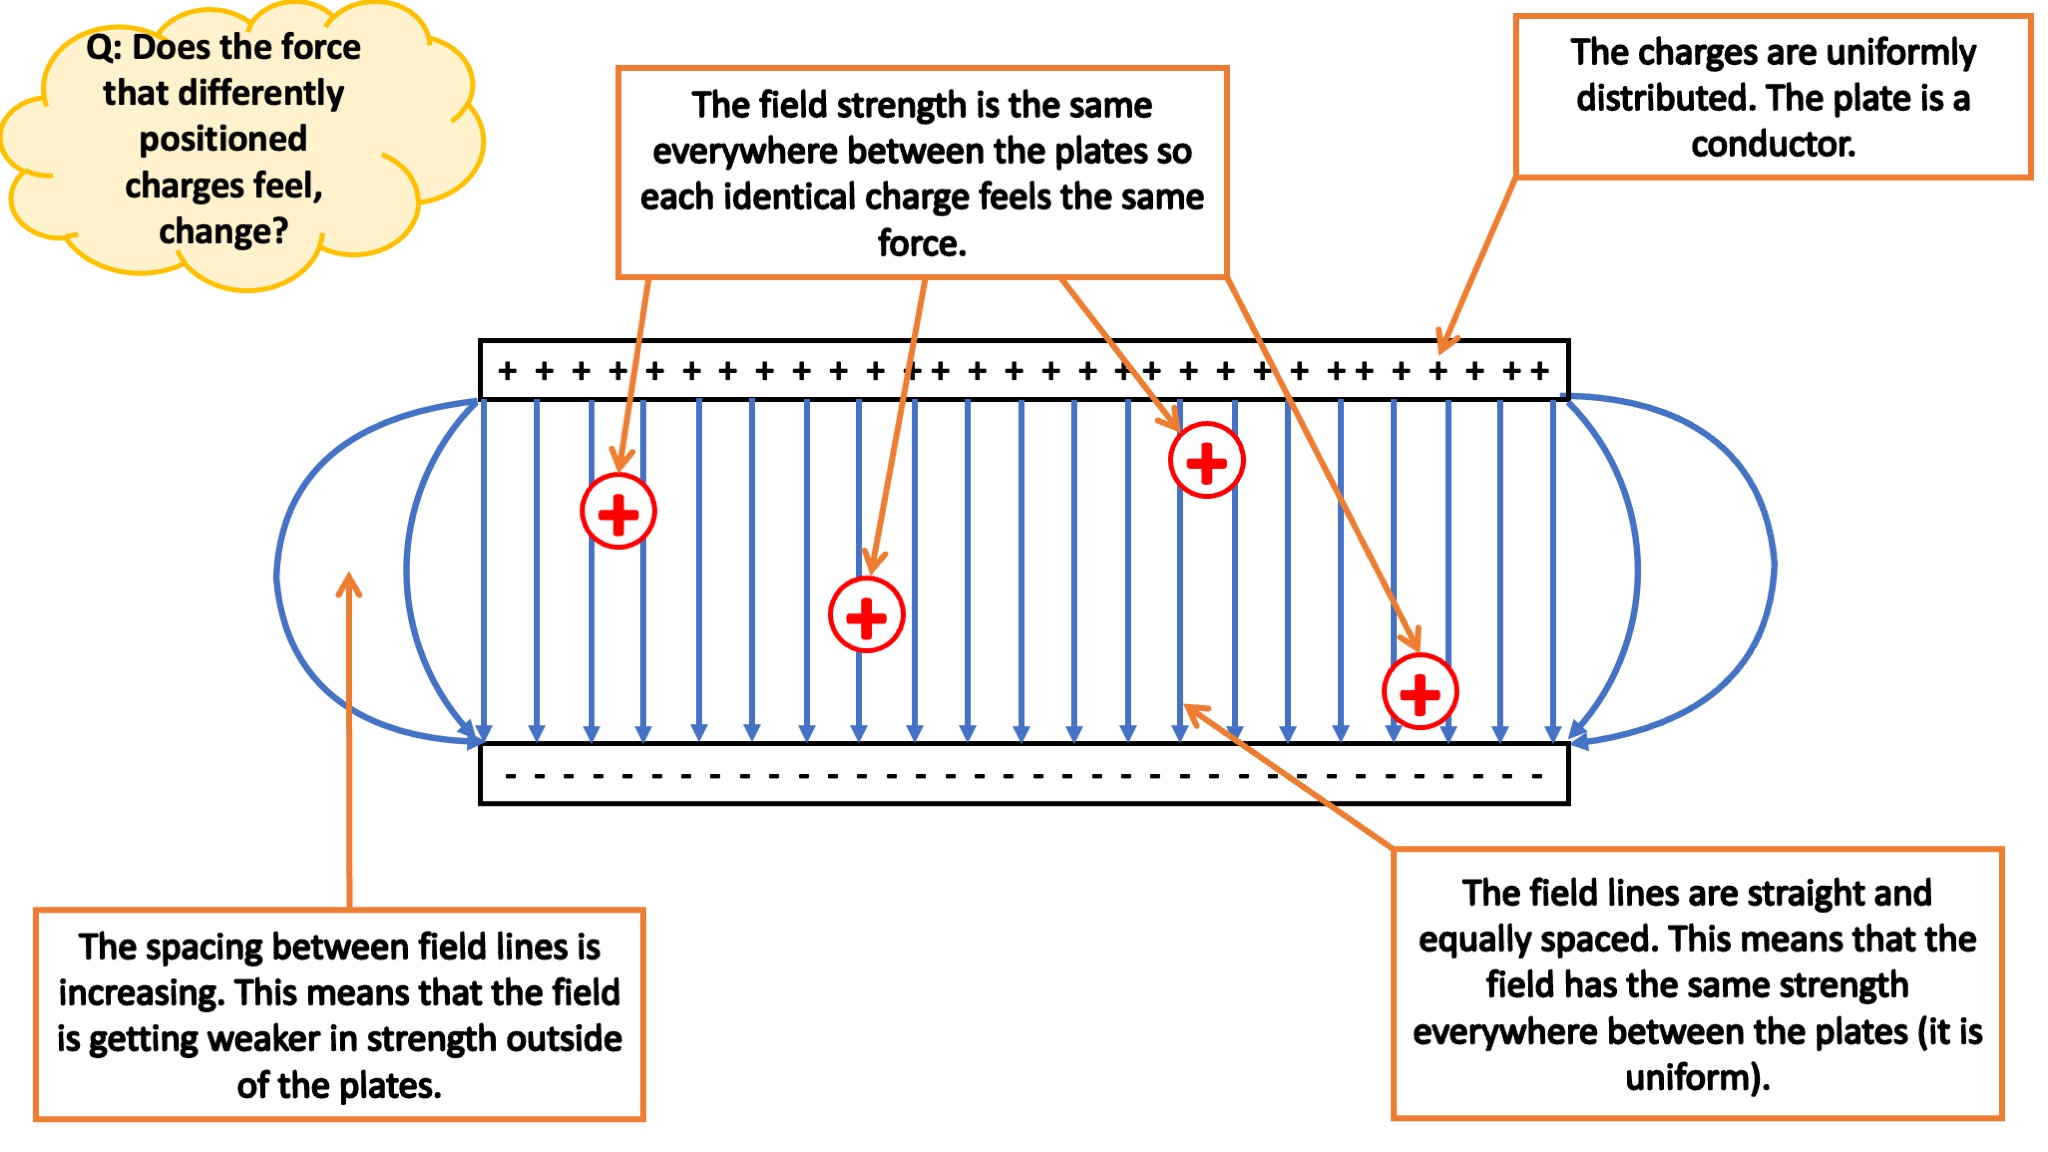 Q: Does the force
that differently
positioned
charges feel,
change?
The field strength is the same
everywhere between the plates so
each identical charge feels the same
force.
The charges are uniformly
distributed. The plate is a
conductor.
+ + + + + + + + + + + ++ + + + + ++ + + + + ++ + + + ++
+
+
+
+
- - - - - - - - - - - - - - - - - - - - - - - - - - - - - - - - - - - -
The spacing between field lines is
increasing. This means that the field
is getting weaker in strength outside
of the plates.
The field lines are straight and
equally spaced. This means that the
field has the same strength
everywhere between the plates (it is
uniform).